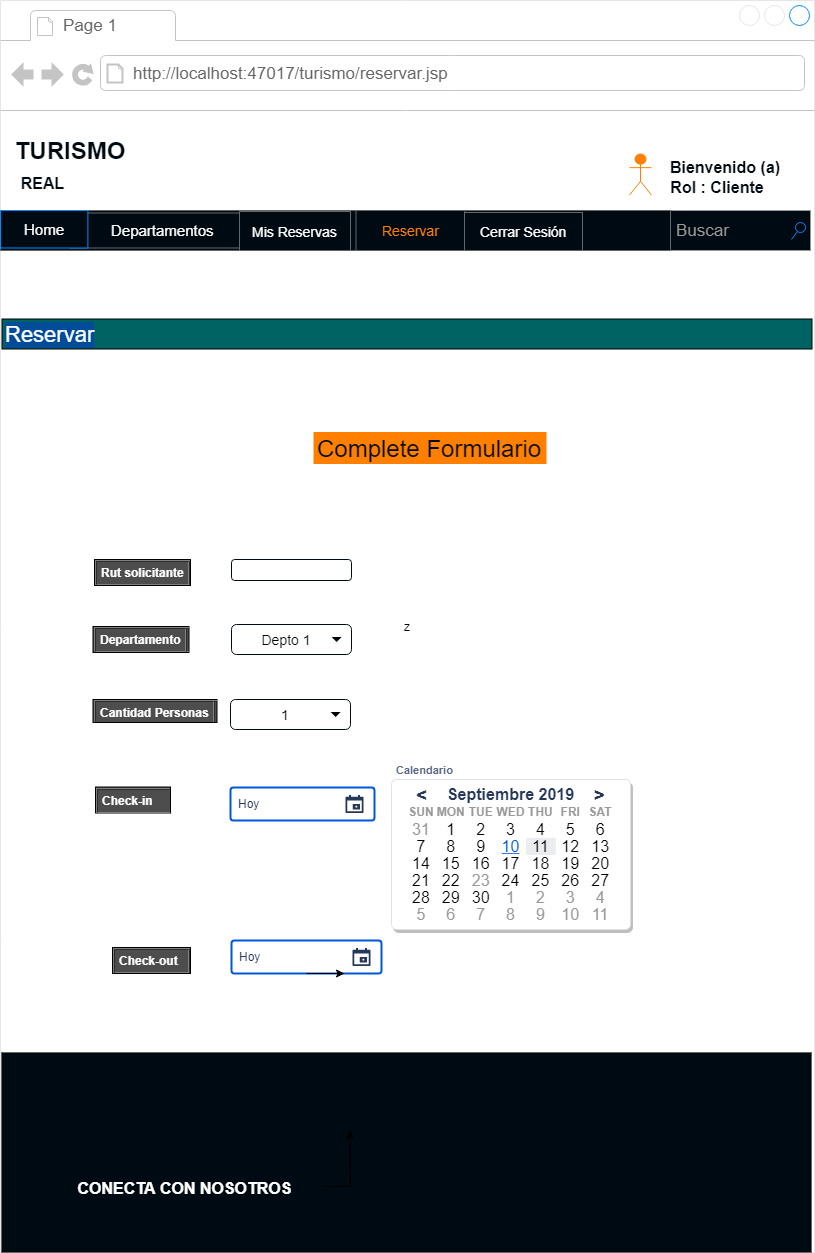 Page 1
http://localhost:47017/turismo/reservar.jsp
TURISMO
REAL
Bienvenido (a)
Rol : Cliente
Home Departamentos Mis Reservas Reservar Cerrar Sesión Buscar
Reservar
Complete Formulario
Rut solicitante
Departamento Depto 1 z
Cantidad Personas 1
Calendario
Check-in Hoy
< Septiembre 2019 >
SUN MON TUE WED THU FRI SAT
31 1 2 3 4 5 6
7 8 9 10 11 12 13
14 15 16 17 18 19 20
21 22 23 24 25 26 27
28 29 30 1 2 3 4
5 6 7 8 9 10 11
Check-out Hoy
CONECTA CON NOSOTROS